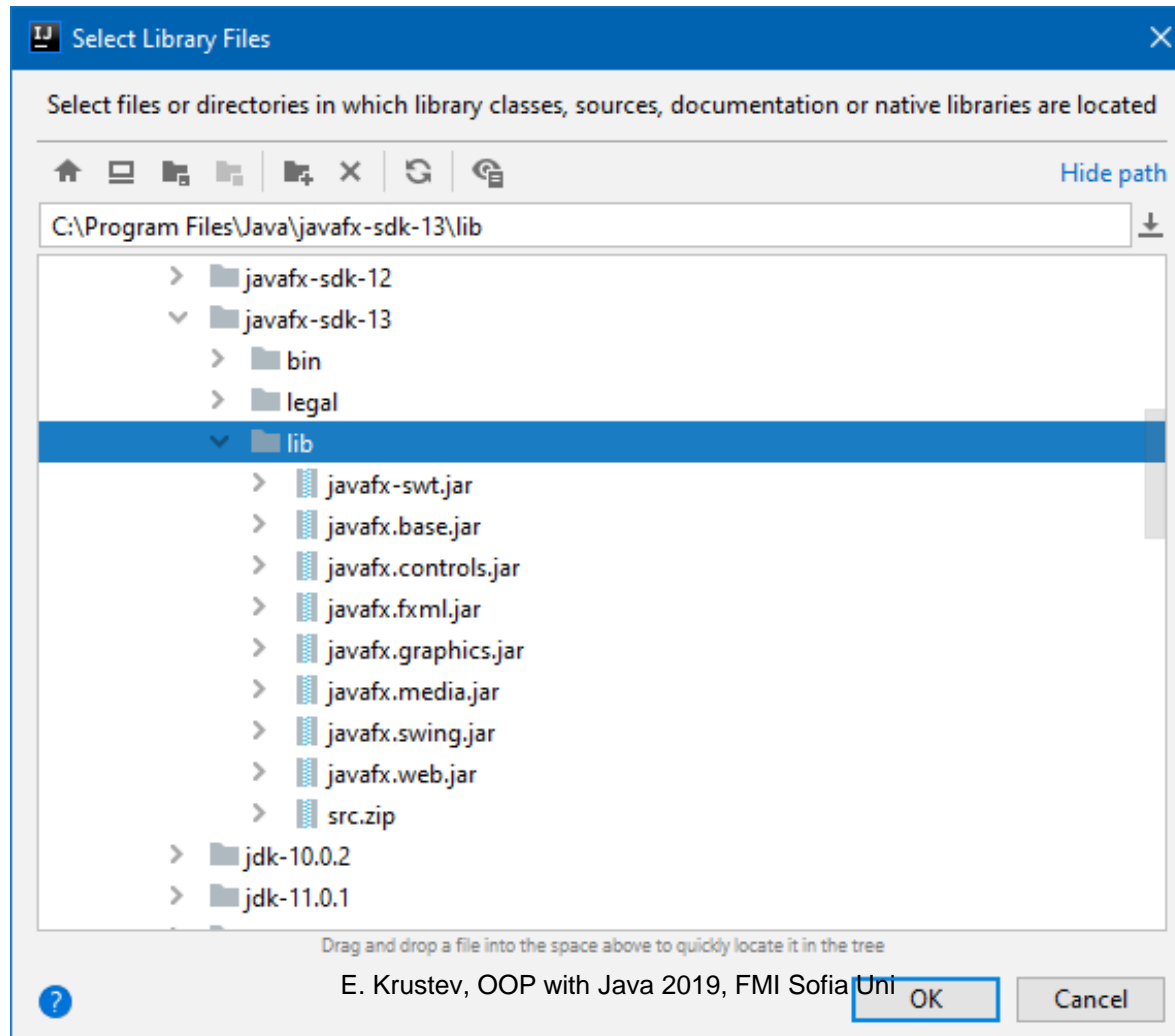 IJ
Select Library Files
Select files or directories in which library classes, sources, documentation or native libraries are located
Hide path
C:\Program Files\Java\javafx-sdk-13\lib
javafx-sdk-12
javafx-sdk-13
bin
legal
lib
javafx-swt.jar
javafx.base.jar
javafx.controls.jar
javafx.fxml.jar
javafx.graphics.jar
javafx.media.jar
javafx.swing.jar
javafx.web.jar
src.zip
jdk-10.0.2
jdk-11.0.1
Drag and drop a file into the space above to quickly locate it in the tree
E. Krustev, OOP with Java 2019, FMI Sofia Uni
? OK Cancel